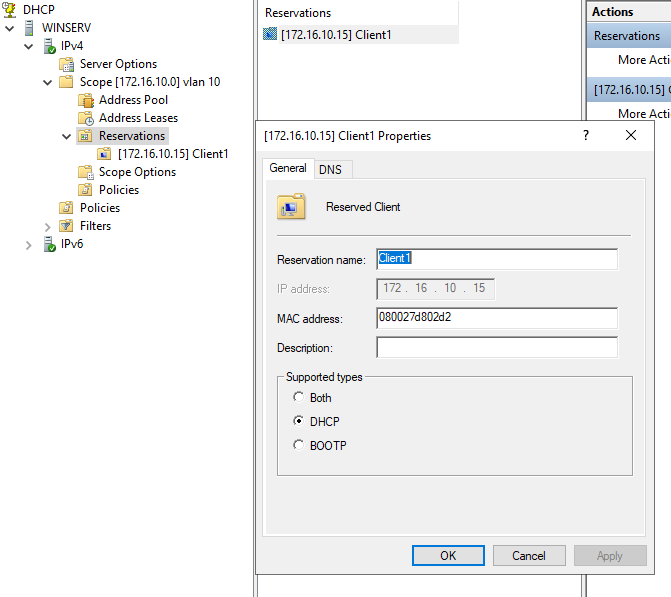 DHCP
WINSERV
IPv4
Server Options
Scope [172.16.10.0] vlan 10
Address Pool
Address Leases
Reservations
[172.16.10.15] Client1
Scope Options
Policies
Policies
Filters
IPv6
Reservations
[172.16.10.15] Client1
Actions
Reservations
More Acti
[172.16.10.15] C
More Acti
[172.16.10.15] Client1 Properties
? ×
General DNS
Reserved Client
Reservation name: Client1
IP address: 172 . 16 . 10 . 15
MAC address: 080027d802d2
Description:
Supported types
Both
DHCP
BOOTP
OK Cancel Apply